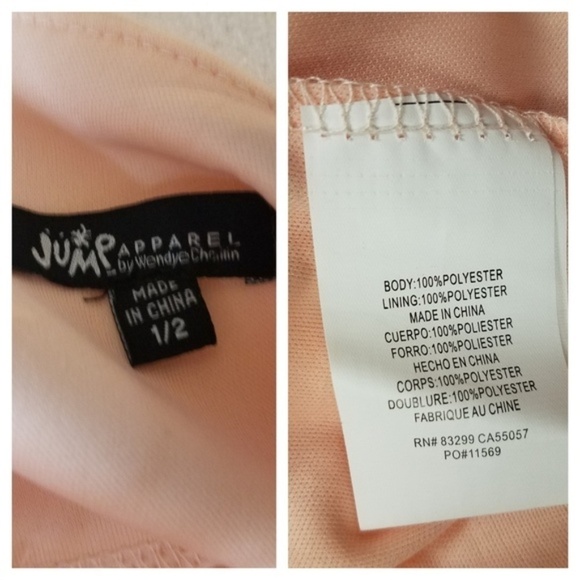 JUMP APPAREL
by Wendye Chaitin
MADE
IN CHINA
1/2
BODY:100%POLYESTER
LINING:100%POLYESTER
MADE IN CHINA
CUERPO:100%POLIESTER
FORRO:100%POLIESTER
HECHO EN CHINA
CORPS:100%POLYESTER
DOUBLURE:100%POLYESTER
FABRIQUE AU CHINE
RN# 83299 CA55057
PO#11569